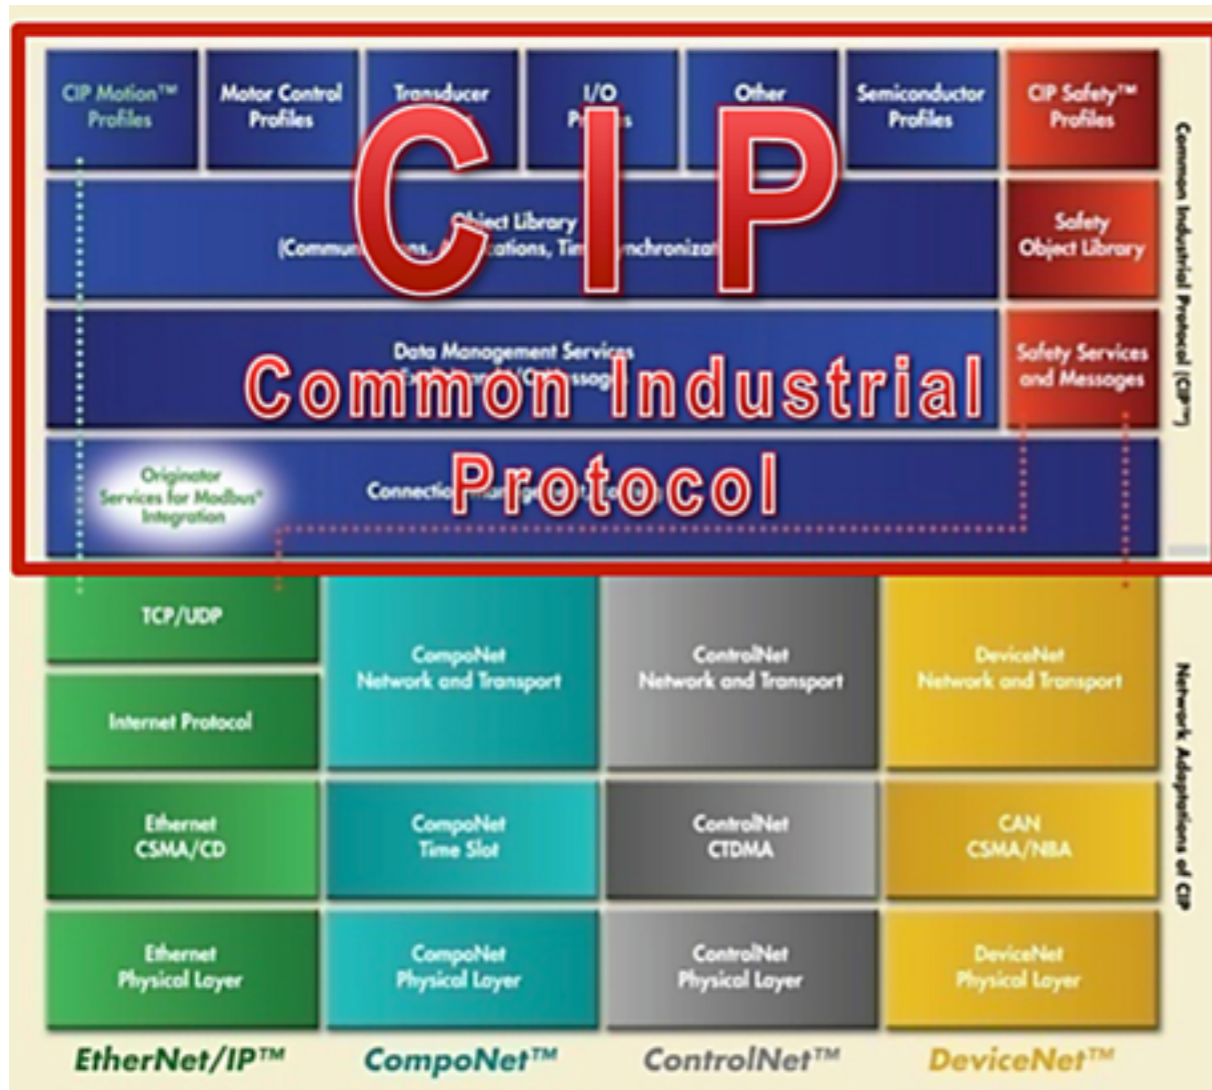 CIP Motion™
Profiles
Motor Control
Profiles
Transducer
I/O
Other
Semiconductor
Profiles
CIP Safety™
Profiles
CIP
Object Library
Safety
Object Library
Data Management Services
Safety Services
and Messages
Common Industrial
Protocol
Originator
Services for Modbus®
Integration
Common Industrial Protocol (CIP™)
TCP/UDP
Internet Protocol
CompoNet
Network and Transport
ControlNet
Network and Transport
DeviceNet
Network and Transport
Ethernet
CSMA/CD
CompoNet
Time Slot
ControlNet
CTDMA
CAN
CSMA/NBA
Ethernet
Physical Layer
CompoNet
Physical Layer
ControlNet
Physical Layer
DeviceNet
Physical Layer
Network Adaptations of CIP
EtherNet/IP™
CompoNet™
ControlNet™
DeviceNet™